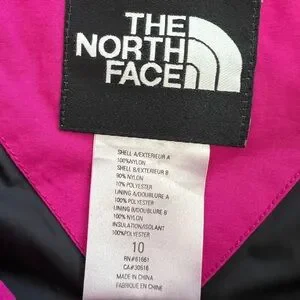 THE
NORTH
FACE
SHELL A/EXTERIEUR A
100%NYLON
SHELL B/EXTERIEUR B
90% NYLON
10% POLYESTER
LINING A/DOUBLURE A
100% POLYESTER
LINING B/DOUBLURE B
100% NYLON
INSULATION/ISOLANT
100% POLYESTER
10
RN#61661
CA#30516
MADE IN CHINA
FABRIQUÉ EN CHINE